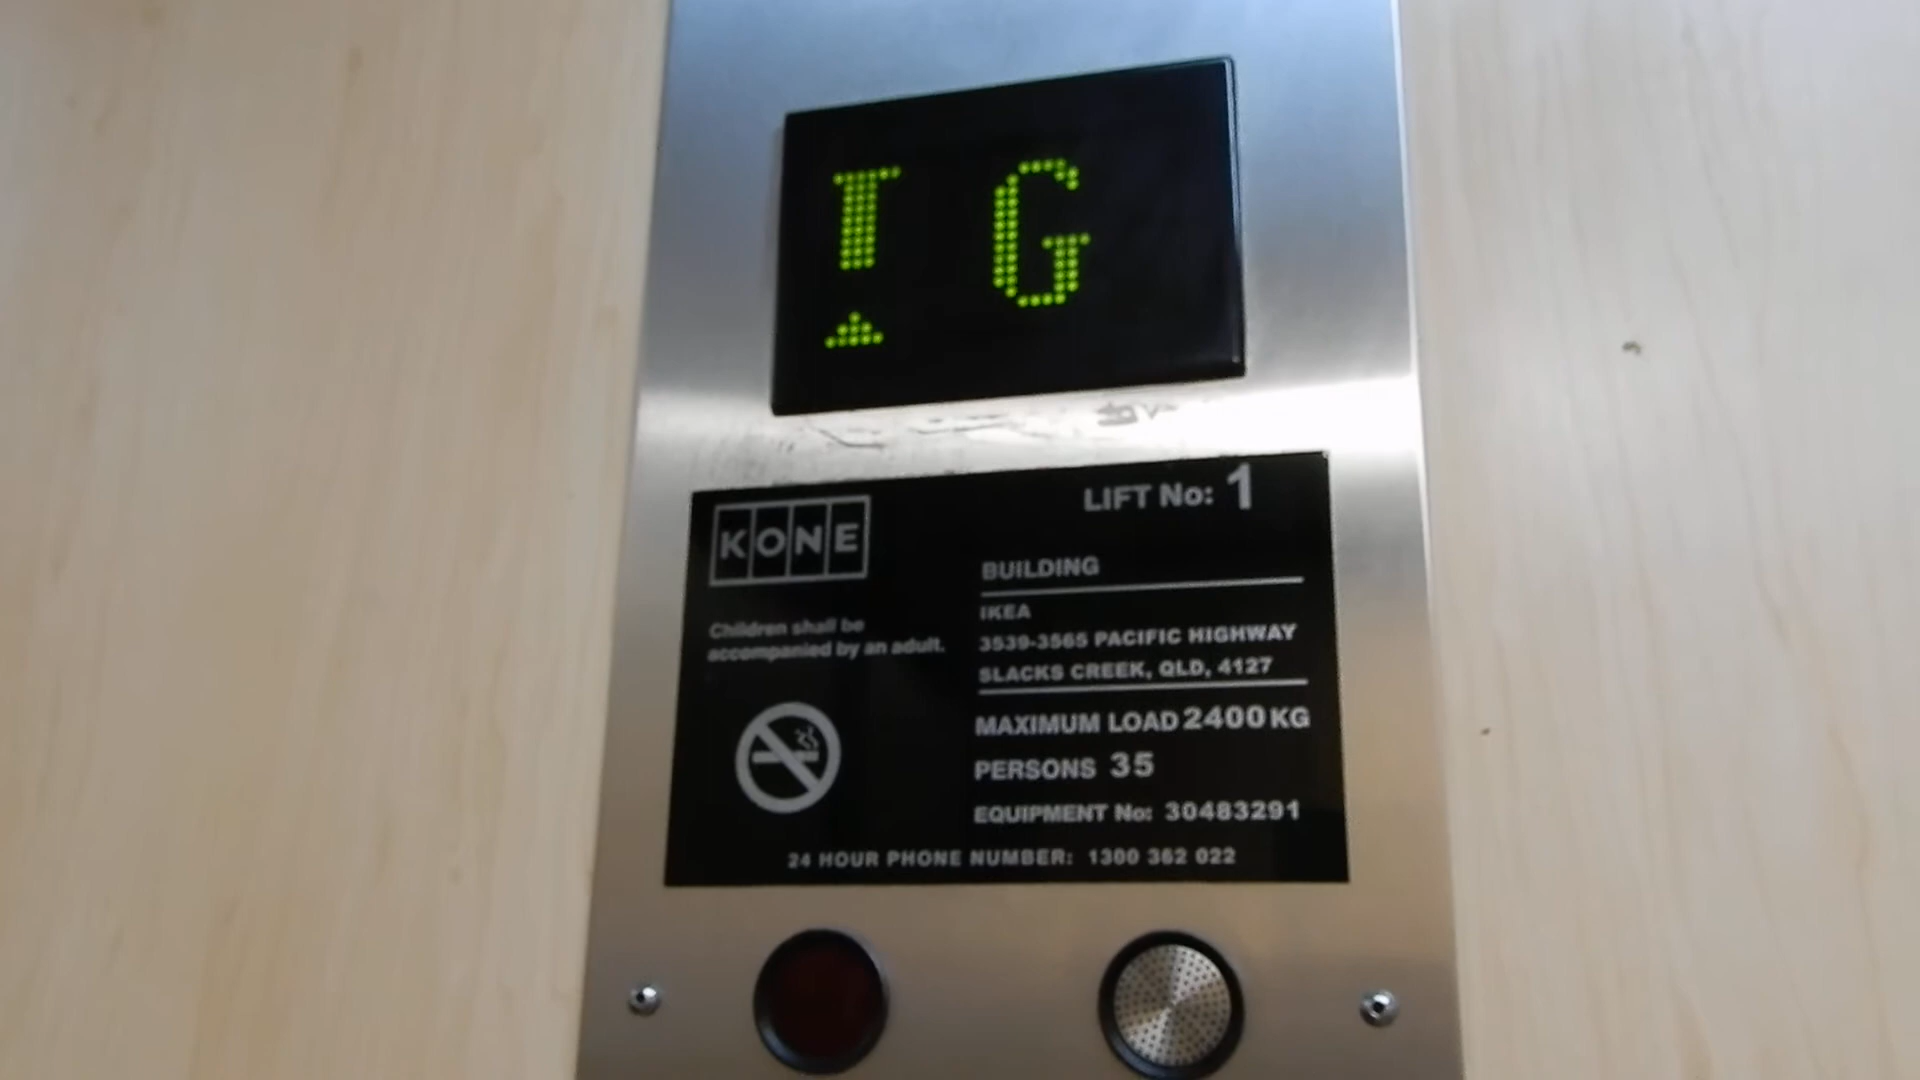 G
KONE
LIFT No: 1
BUILDING
IKEA
3539-3565 PACIFIC HIGHWAY
SLACKS CREEK, QLD, 4127
Children shall be
accompanied by an adult.
MAXIMUM LOAD 2400 KG
PERSONS 35
EQUIPMENT No: 30483291
24 HOUR PHONE NUMBER: 1300 362 022